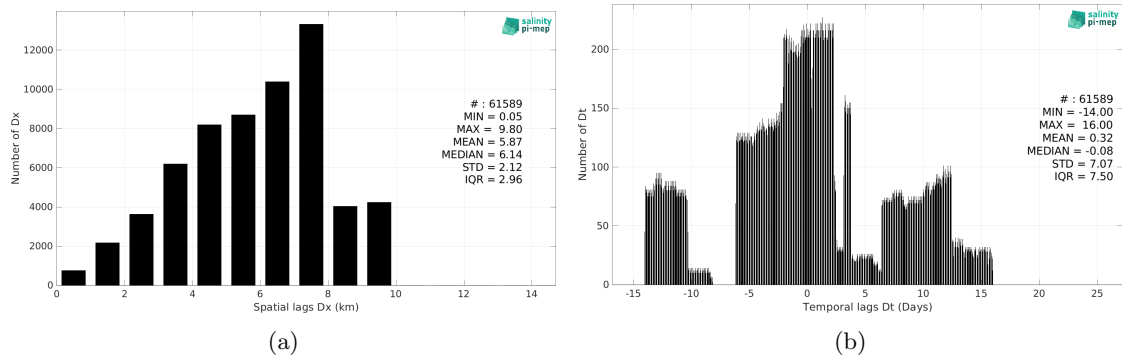 salinity
pi-mep
Number of Dx
12000
10000
8000
6000
4000
2000
0
# : 61589
MIN = 0.05
MAX = 9.80
MEAN = 5.87
MEDIAN = 6.14
STD = 2.12
IQR = 2.96
0 2 4 6 8 10 12 14
Spatial lags Dx (km)
(a)
salinity
pi-mep
Number of Dt
200
150
100
50
0
# : 61589
MIN = -14.00
MAX = 16.00
MEAN = 0.32
MEDIAN = -0.08
STD = 7.07
IQR = 7.50
-15 -10 -5 0 5 10 15 20 25
Temporal lags Dt (Days)
(b)